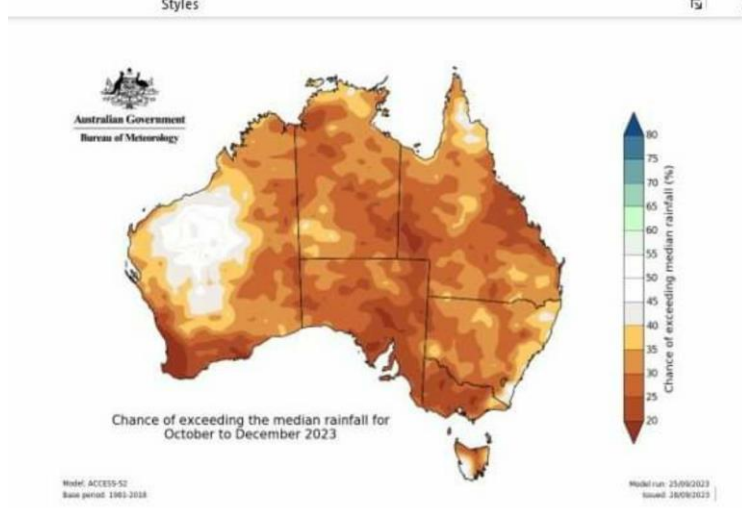 Styles
Australian Government
Bureau of Meteorology
80
75
70
65
60
55
50
45
40
35
30
25
20
Chance of exceeding median rainfall (%)
Chance of exceeding the median rainfall for
October to December 2023
Model: ACCESS-S2
Base period: 1981-2018
Model run: 25/09/2023
Issued: 28/09/2023